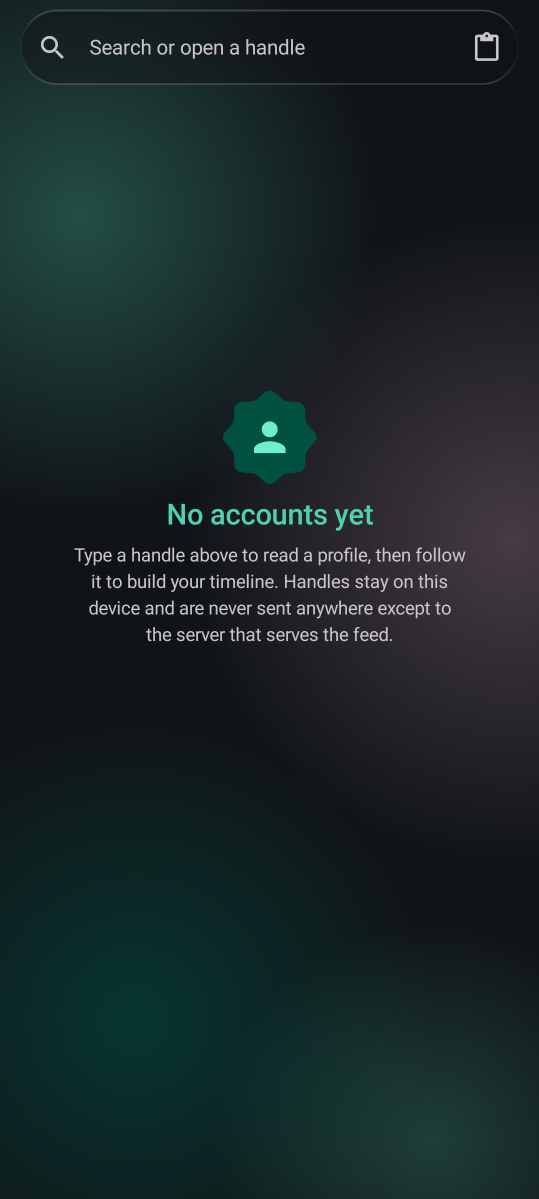 Search or open a handle
No accounts yet
Type a handle above to read a profile, then follow
it to build your timeline. Handles stay on this
device and are never sent anywhere except to
the server that serves the feed.